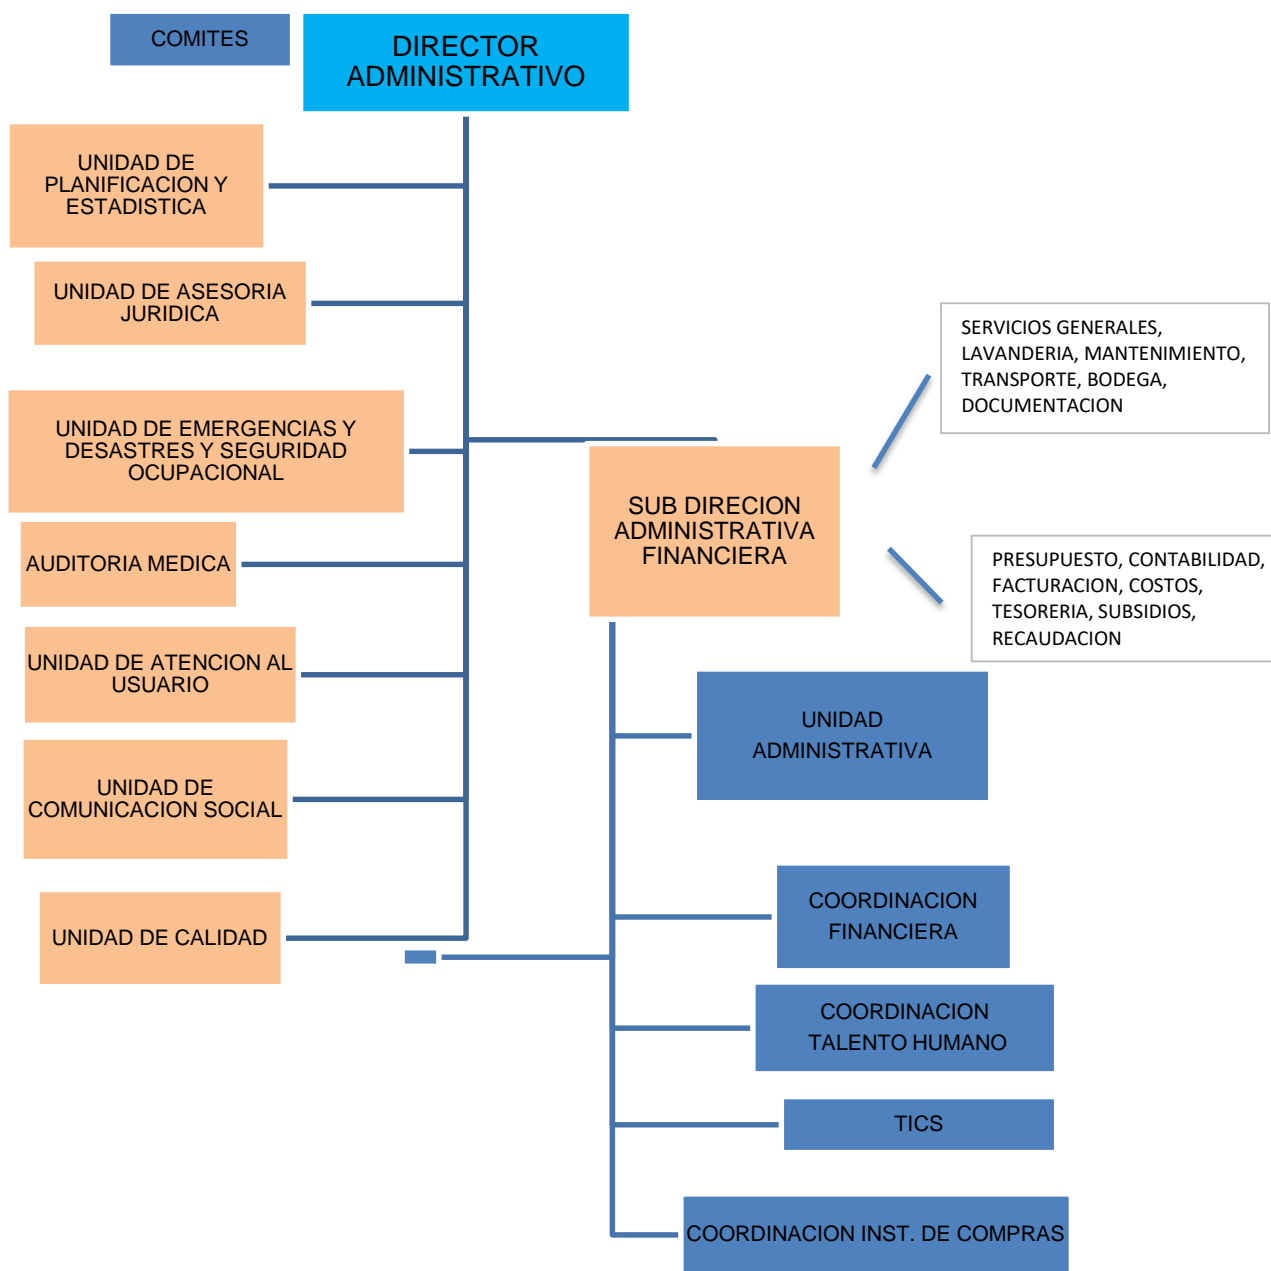 COMITES
DIRECTOR
ADMINISTRATIVO
UNIDAD DE
PLANIFICACION Y
ESTADISTICA
UNIDAD DE ASESORIA
JURIDICA
UNIDAD DE EMERGENCIAS Y
DESASTRES Y SEGURIDAD
OCUPACIONAL
AUDITORIA MEDICA
UNIDAD DE ATENCION AL
USUARIO
UNIDAD DE
COMUNICACION SOCIAL
UNIDAD DE CALIDAD
SUB DIRECION
ADMINISTRATIVA
FINANCIERA
SERVICIOS GENERALES,
LAVANDERIA, MANTENIMIENTO,
TRANSPORTE, BODEGA,
DOCUMENTACION
PRESUPUESTO, CONTABILIDAD,
FACTURACION, COSTOS,
TESORERIA, SUBSIDIOS,
RECAUDACION
UNIDAD
ADMINISTRATIVA
COORDINACION
FINANCIERA
COORDINACION
TALENTO HUMANO
TICS
COORDINACION INST. DE COMPRAS